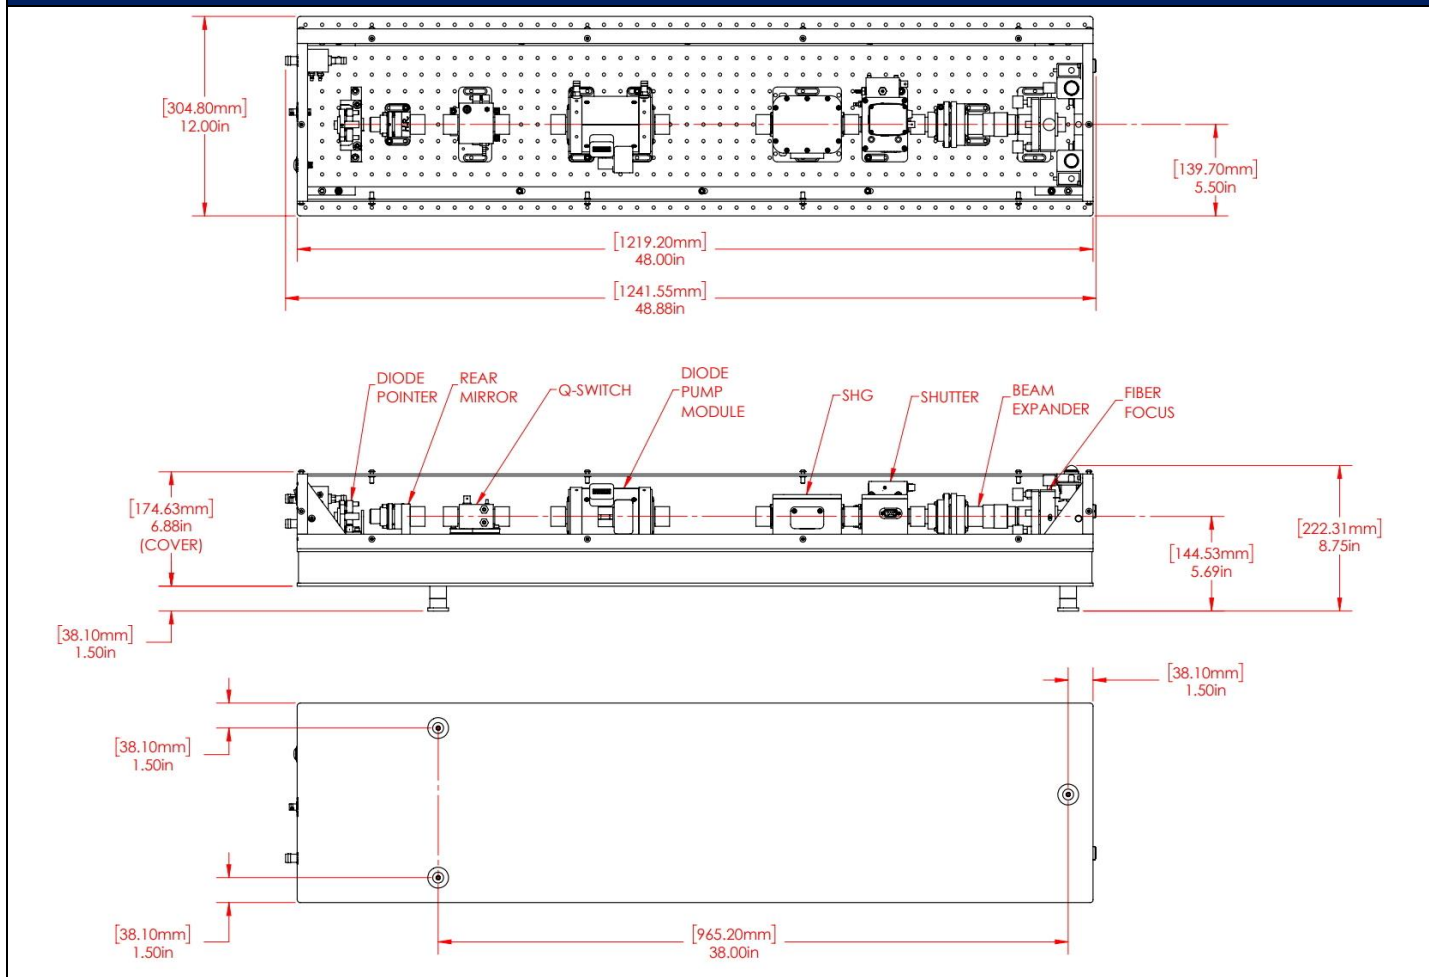 [304.80mm]
12.00in
H.R.
[139.70mm]
5.50in
[1219.20mm]
48.00in
[1241.55mm]
48.88in
DIODE
POINTER
REAR
MIRROR
Q-SWITCH
DIODE
PUMP
MODULE
SHG
SHUTTER
BEAM
EXPANDER
FIBER
FOCUS
[174.63mm]
6.88in
(COVER)
[222.31mm]
8.75in
[144.53mm]
5.69in
[38.10mm]
1.50in
[38.10mm]
1.50in
[38.10mm]
1.50in
[38.10mm]
1.50in
[965.20mm]
38.00in